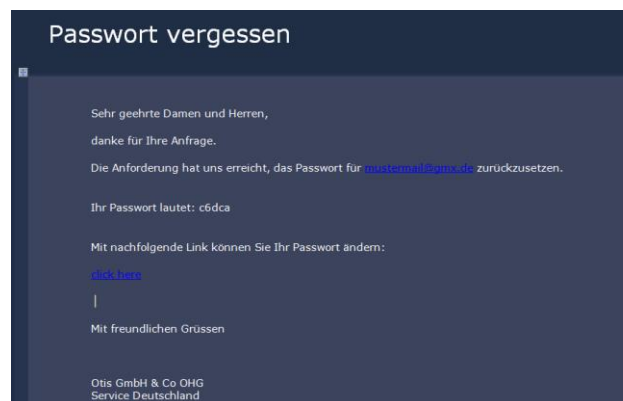 Passwort vergessen
Sehr geehrte Damen und Herren,
danke für Ihre Anfrage.
Die Anforderung hat uns erreicht, das Passwort für mustermail@gmx.de zurückzusetzen.
Ihr Passwort lautet: c6dca
Mit nachfolgende Link können Sie Ihr Passwort ändern:
click here
Mit freundlichen Grüssen
Otis GmbH & Co OHG
Service Deutschland